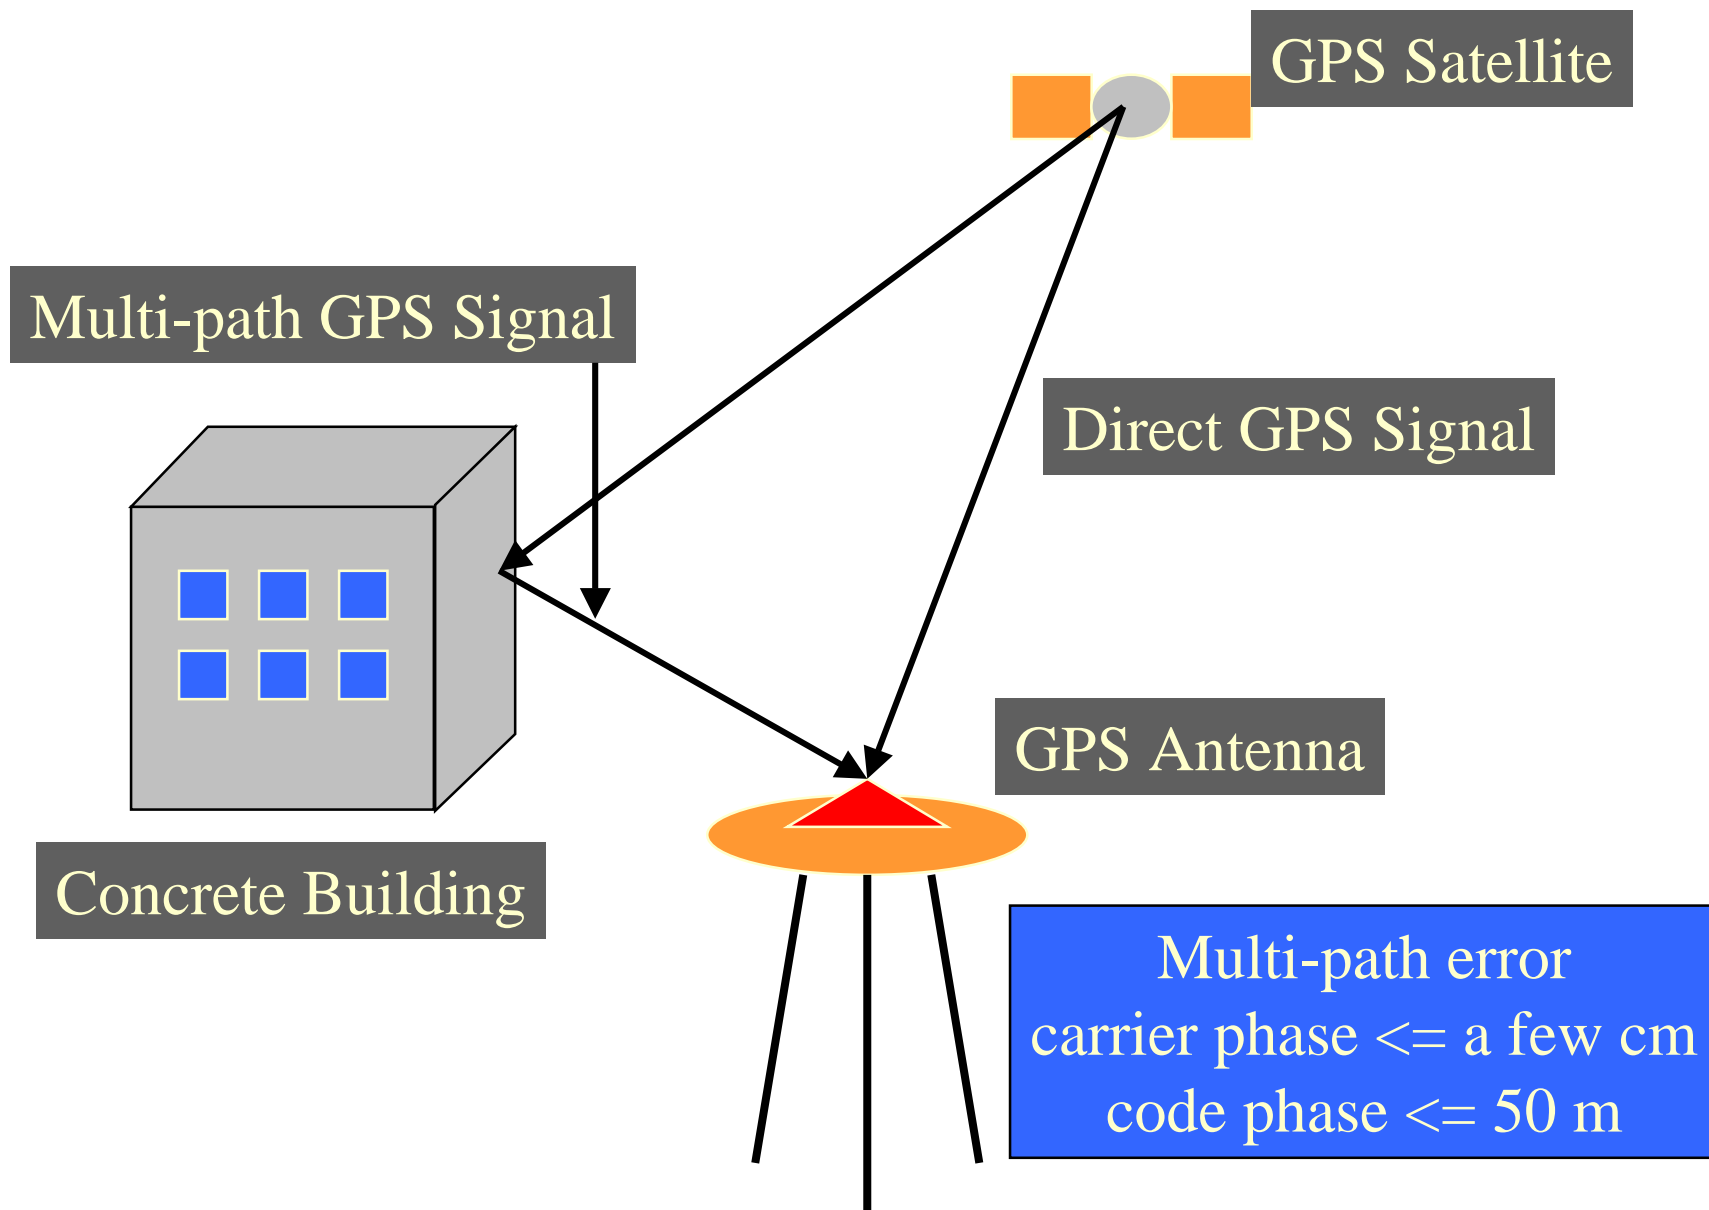 GPS Satellite
Multi-path GPS Signal
Direct GPS Signal
GPS Antenna
Concrete Building
Multi-path error
carrier phase <= a few cm
code phase <= 50 m